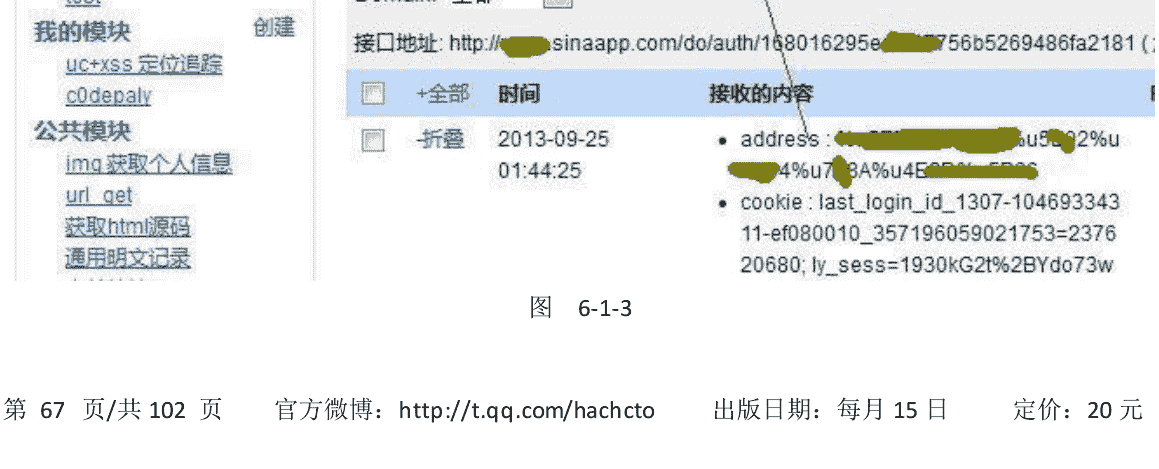 test
我的模块 创建
uc+xss 定位追踪
c0depaly
公共模块
img 获取个人信息
url_get
获取html源码
通用明文记录
接口地址: http:// .sinaapp.com/do/auth/168016295e 756b5269486fa2181 (
+全部 时间 接收的内容
-折叠 2013-09-25
01:44:25
address :
4%u7 8A%u4E
cookie : last_login_id_1307-104693343
11-ef080010_357196059021753=2376
20680; ly_sess=1930kG2t%2BYdo73w
图 6-1-3
第 67 页/共 102 页 官方微博：http://t.qq.com/hachcto 出版日期：每月 15 日 定价：20 元